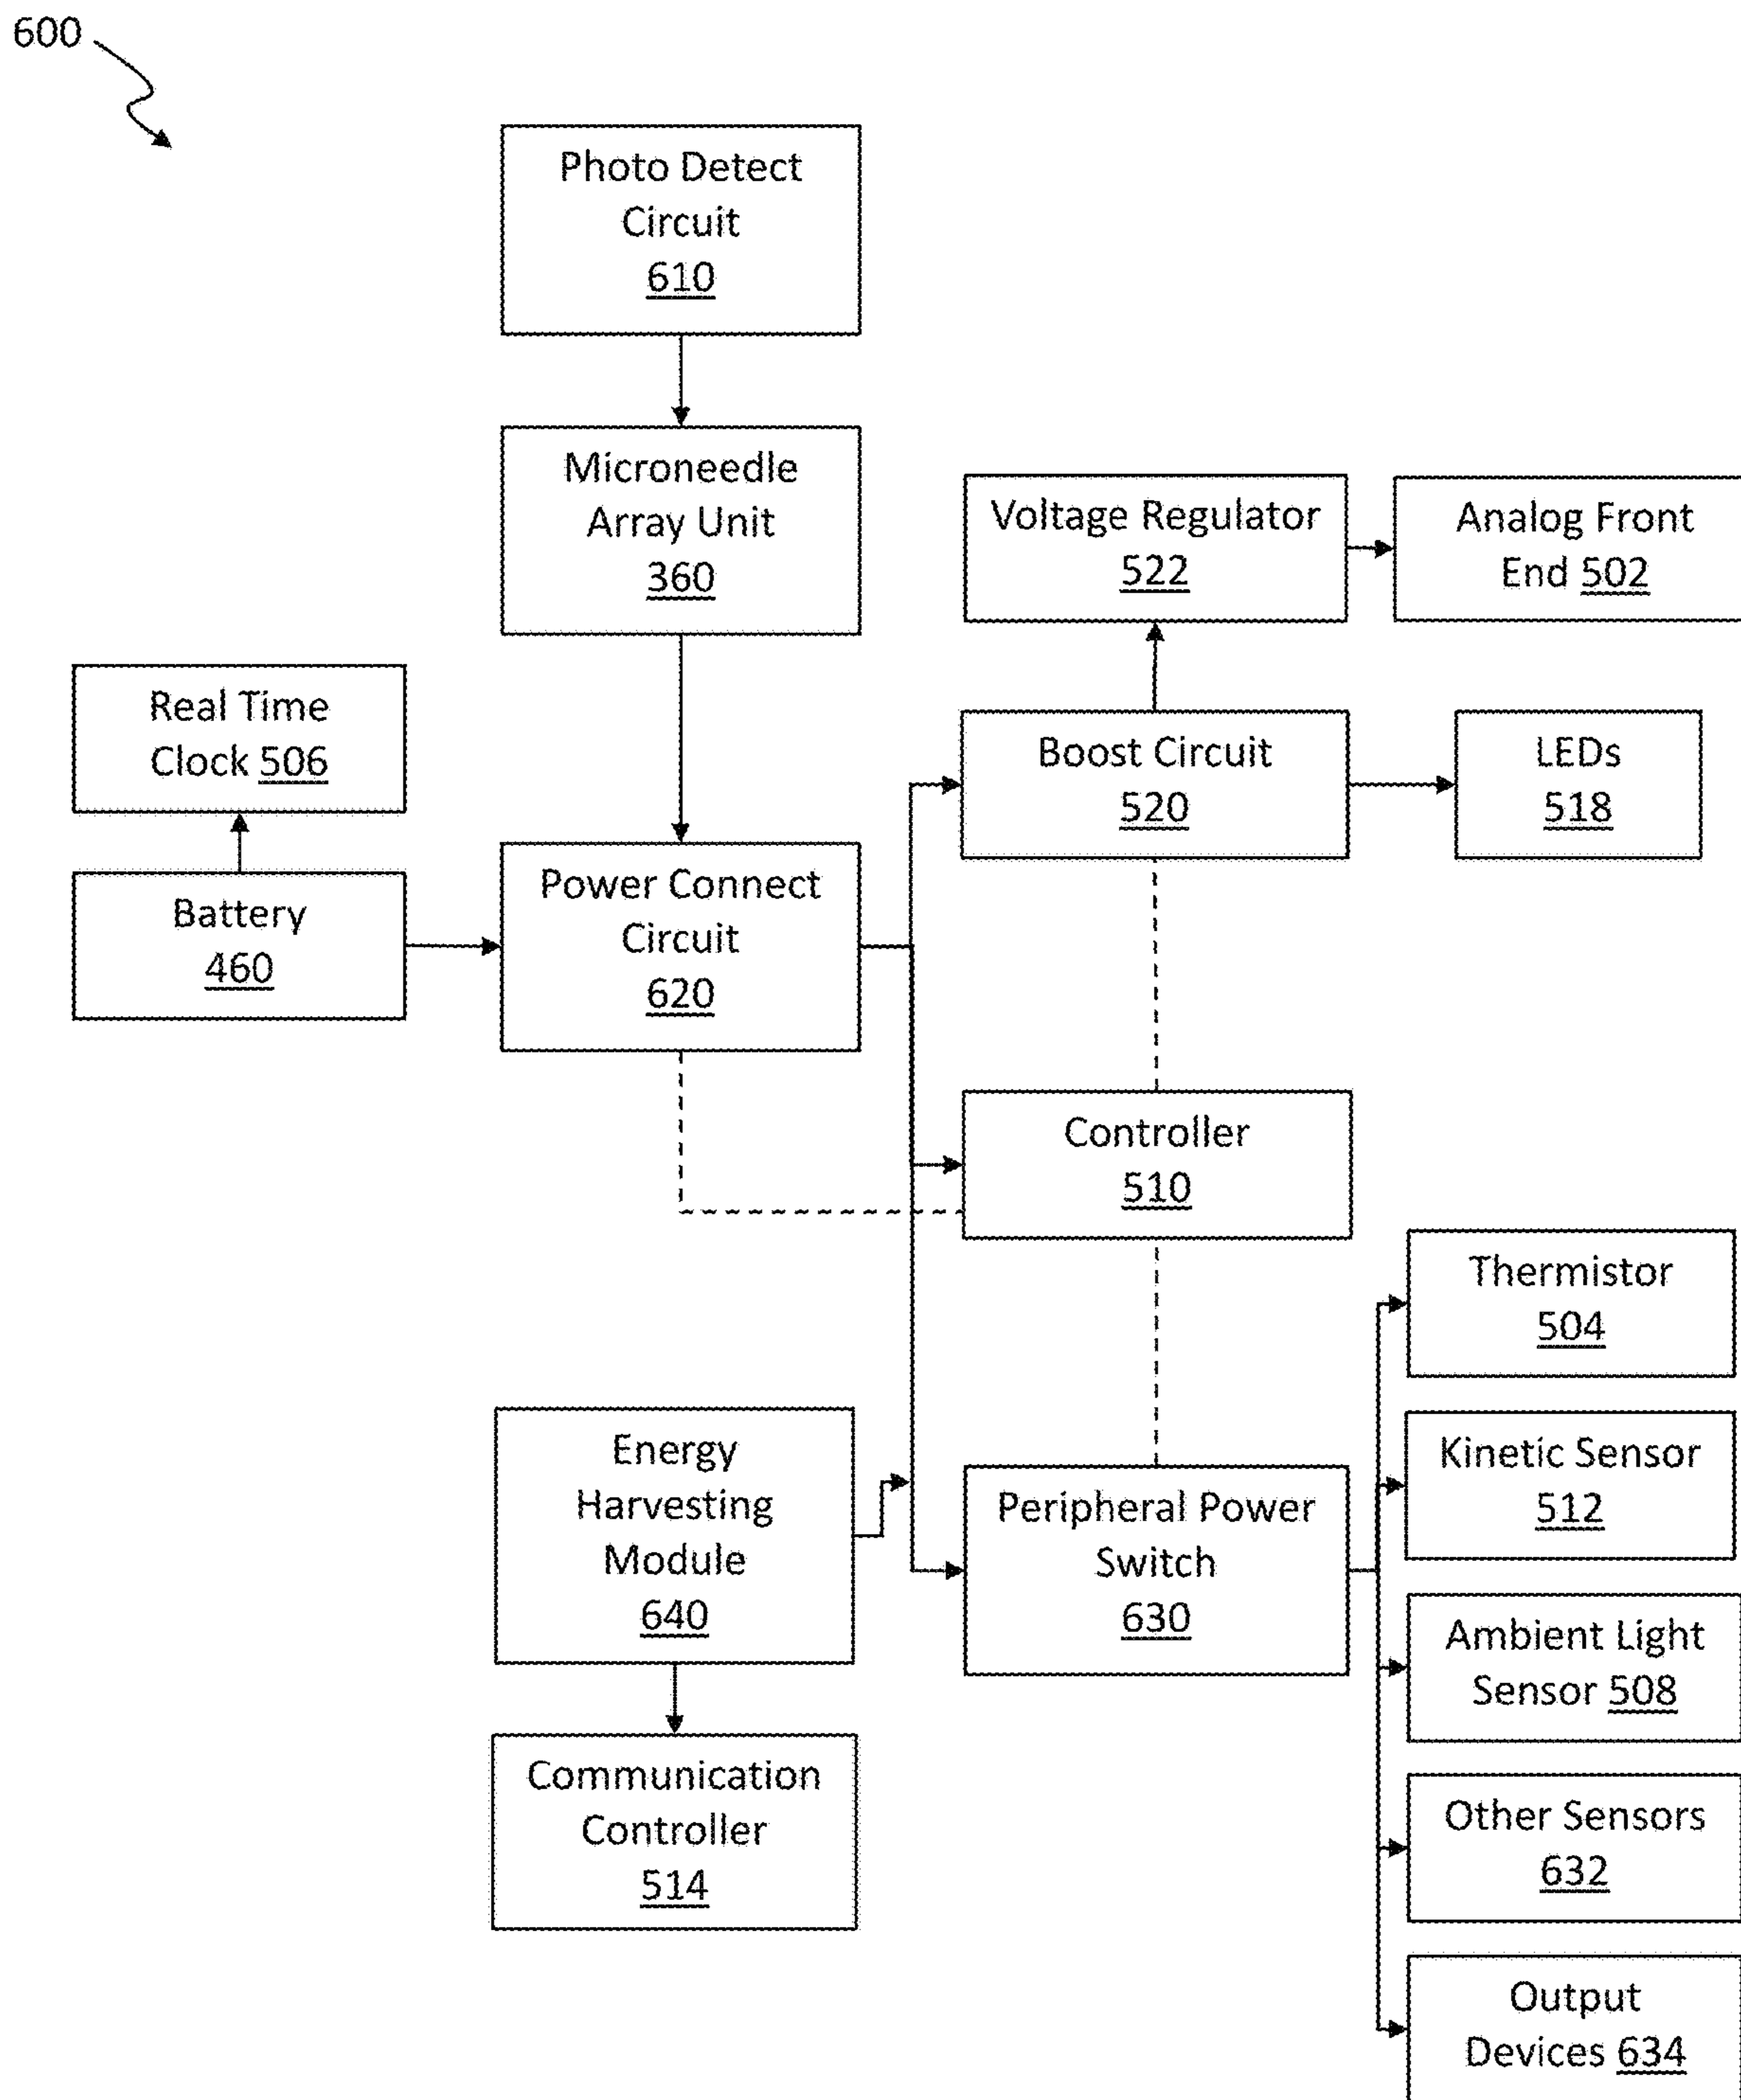 600
Photo Detect
Circuit
610
Microneedle
Array Unit
360
Voltage Regulator
522
Analog Front
End 502
Real Time
Clock 506
Boost Circuit
520
LEDs
518
Battery
460
Power Connect
Circuit
620
Controller
510
Thermistor
504
Energy
Harvesting
Module
640
Kinetic Sensor
512
Peripheral Power
Switch
630
Ambient Light
Sensor 508
Communication
Controller
514
Other Sensors
632
Output
Devices 634